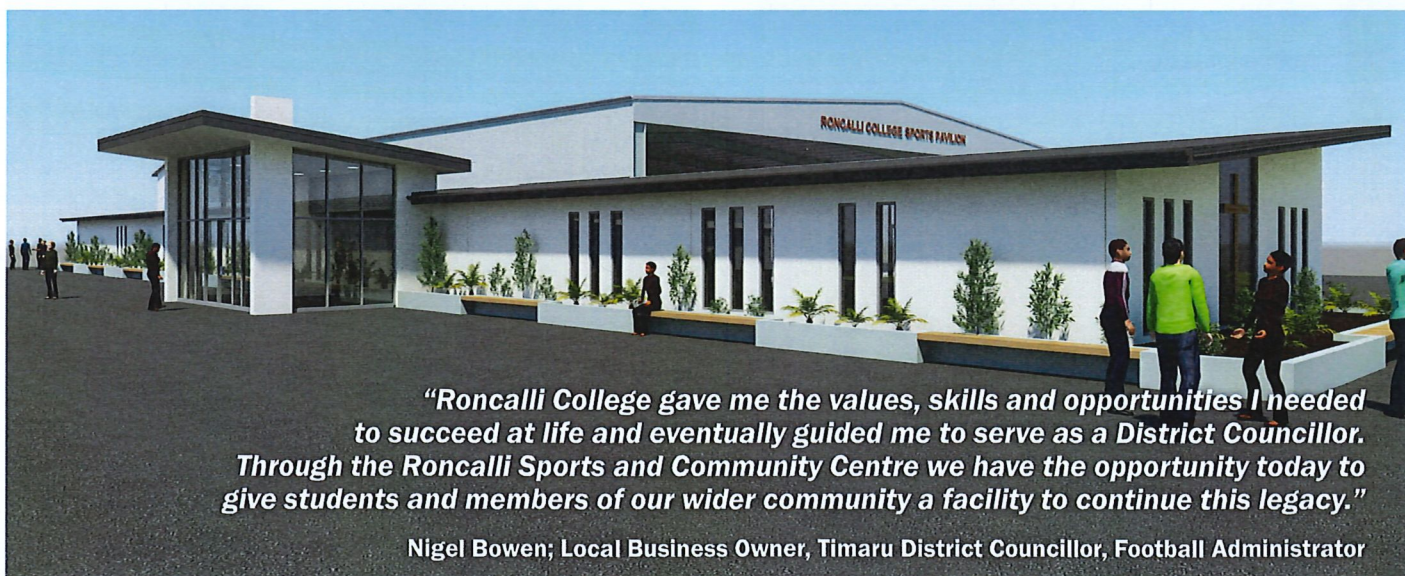 RONCALLI COLLEGE SPORTS PAVILION
“Roncalli College gave me the values, skills and opportunities I needed
to succeed at life and eventually guided me to serve as a District Councillor.
Through the Roncalli Sports and Community Centre we have the opportunity today to
give students and members of our wider community a facility to continue this legacy.”
Nigel Bowen; Local Business Owner, Timaru District Councillor, Football Administrator